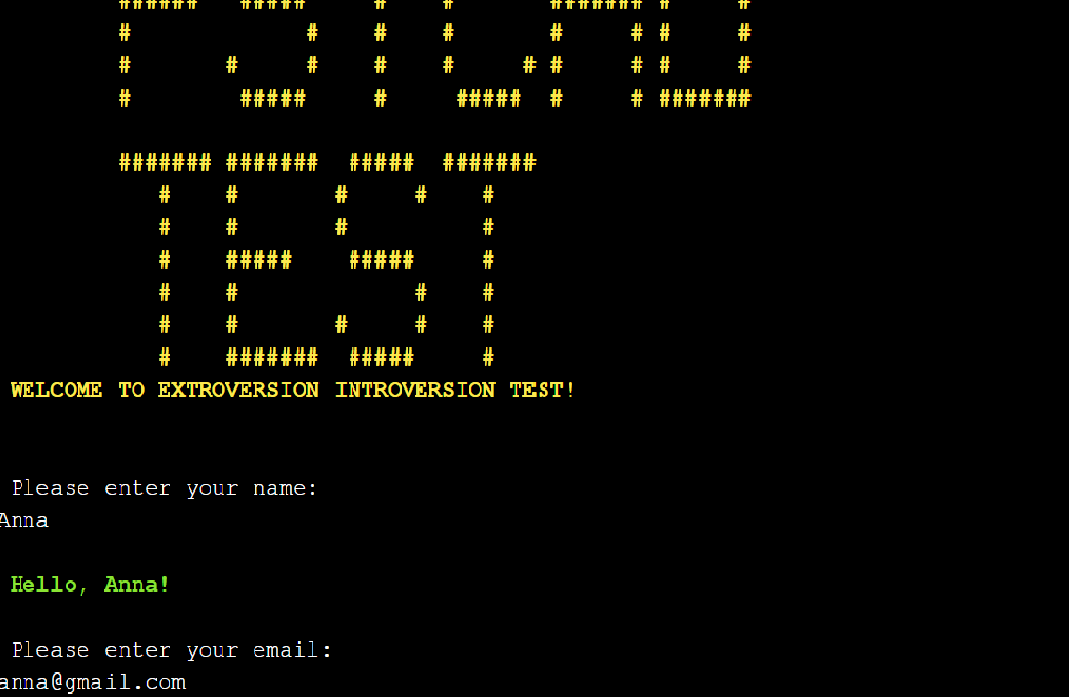 TEST
WELCOME TO EXTROVERSION INTROVERSION TEST!
Please enter your name:
Anna
Hello, Anna!
Please enter your email:
anna@gmail.com